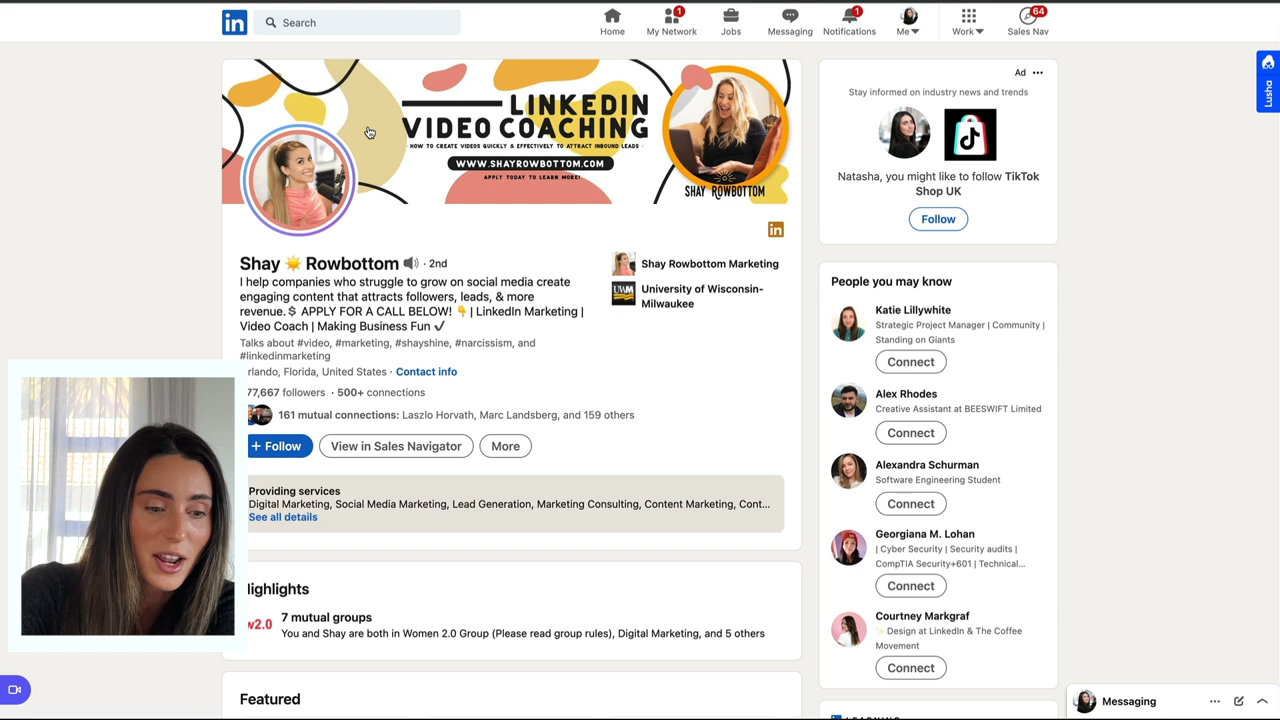 in
Search
1
1
64
Home
My Network
Jobs
Messaging
Notifications
Me
Work
Sales Nav
LINKEDIN
VIDEO COACHING
· HOW TO CREATE VIDEOS QUICKLY & EFFECTIVELY TO ATTRACT INBOUND LEADS ·
WWW.SHAYROWBOTTOM.COM
APPLY TODAY TO LEARN MORE!
SHAY ROWBOTTOM
in
Shay ☀️ Rowbottom · 2nd
I help companies who struggle to grow on social media create
engaging content that attracts followers, leads, & more
revenue.💲 APPLY FOR A CALL BELOW! 👇 | LinkedIn Marketing |
Video Coach | Making Business Fun ✔
Talks about #video, #marketing, #shayshine, #narcissism, and
#linkedinmarketing
rlando, Florida, United States · Contact info
77,667 followers · 500+ connections
161 mutual connections: Laszlo Horvath, Marc Landsberg, and 159 others
+ Follow
View in Sales Navigator
More
Shay Rowbottom Marketing
UWM
University of Wisconsin-
Milwaukee
Providing services
Digital Marketing, Social Media Marketing, Lead Generation, Marketing Consulting, Content Marketing, Cont...
See all details
ighlights
w2.0
7 mutual groups
You and Shay are both in Women 2.0 Group (Please read group rules), Digital Marketing, and 5 others
Featured
Ad ···
Stay informed on industry news and trends
Natasha, you might like to follow TikTok
Shop UK
Follow
People you may know
Katie Lillywhite
Strategic Project Manager | Community |
Standing on Giants
Connect
Alex Rhodes
Creative Assistant at BEESWIFT Limited
Connect
Alexandra Schurman
Software Engineering Student
Connect
Georgiana M. Lohan
| Cyber Security | Security audits |
CompTIA Security+601 | Technical...
Connect
Courtney Markgraf
✨ Design at LinkedIn & The Coffee
Movement
Connect
LEARNING
Lusha
Messaging